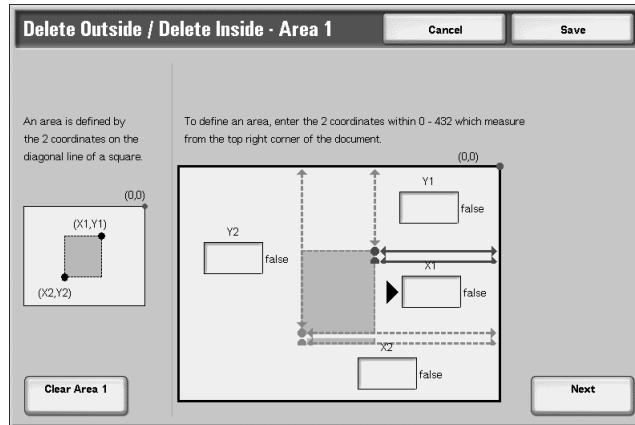 Delete Outside / Delete Inside - Area 1
Cancel
Save
An area is defined by
the 2 coordinates on the
diagonal line of a square.
To define an area, enter the 2 coordinates within 0 - 432 which measure
from the top right corner of the document.
(0,0)
(X1,Y1)
(X2,Y2)
(0,0)
Y1
false
Y2
false
X1
false
X2
false
Clear Area 1
Next